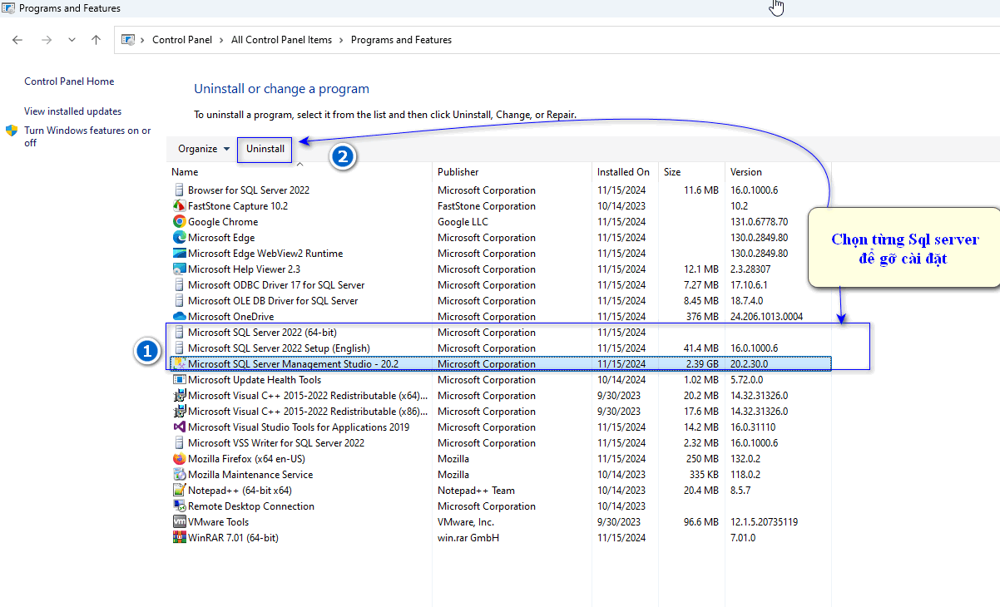 Programs and Features
Control Panel > All Control Panel Items > Programs and Features
Control Panel Home
View installed updates
Turn Windows features on or
off
Uninstall or change a program
To uninstall a program, select it from the list and then click Uninstall, Change, or Repair.
Organize Uninstall
2
Name Publisher Installed On Size Version
Browser for SQL Server 2022 Microsoft Corporation 11/15/2024 11.6 MB 16.0.1000.6
FastStone Capture 10.2 FastStone Corporation 10/14/2023 10.2
Google Chrome Google LLC 11/15/2024 131.0.6778.70
Microsoft Edge Microsoft Corporation 11/15/2024 130.0.2849.80
Microsoft Edge WebView2 Runtime Microsoft Corporation 11/15/2024 130.0.2849.80
Microsoft Help Viewer 2.3 Microsoft Corporation 11/15/2024 12.1 MB 2.3.28307
Microsoft ODBC Driver 17 for SQL Server Microsoft Corporation 11/15/2024 7.27 MB 17.10.6.1
Microsoft OLE DB Driver for SQL Server Microsoft Corporation 11/15/2024 8.45 MB 18.7.4.0
Microsoft OneDrive Microsoft Corporation 11/15/2024 376 MB 24.206.1013.0004
Microsoft SQL Server 2022 (64-bit) Microsoft Corporation 11/15/2024
Microsoft SQL Server 2022 Setup (English) Microsoft Corporation 11/15/2024 41.4 MB 16.0.1000.6
Microsoft SQL Server Management Studio - 20.2 Microsoft Corporation 11/15/2024 2.39 GB 20.2.30.0
Microsoft Update Health Tools Microsoft Corporation 10/14/2024 1.02 MB 5.72.0.0
Microsoft Visual C++ 2015-2022 Redistributable (x64)... Microsoft Corporation 9/30/2023 20.2 MB 14.32.31326.0
Microsoft Visual C++ 2015-2022 Redistributable (x86)... Microsoft Corporation 9/30/2023 17.6 MB 14.32.31326.0
Microsoft Visual Studio Tools for Applications 2019 Microsoft Corporation 11/15/2024 14.2 MB 16.0.31110
Microsoft VSS Writer for SQL Server 2022 Microsoft Corporation 11/15/2024 2.32 MB 16.0.1000.6
Mozilla Firefox (x64 en-US) Mozilla 11/15/2024 250 MB 132.0.2
Mozilla Maintenance Service Mozilla 10/14/2023 335 KB 118.0.2
Notepad++ (64-bit x64) Notepad++ Team 10/14/2023 20.4 MB 8.5.7
Remote Desktop Connection Microsoft Corporation 10/14/2023
VMware Tools VMware, Inc. 9/30/2023 96.6 MB 12.1.5.20735119
WinRAR 7.01 (64-bit) win.rar GmbH 11/15/2024 7.01.0
1
Chọn từng Sql server
để gỡ cài đặt